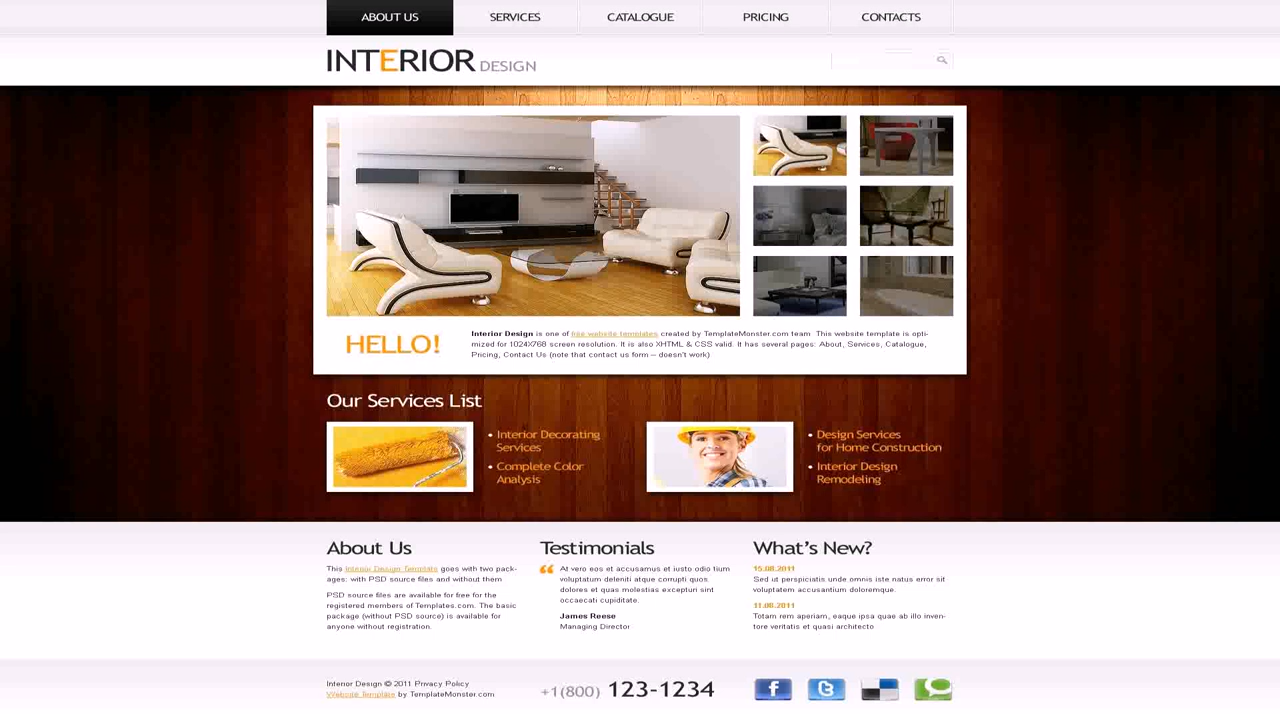 ABOUT US
SERVICES
CATALOGUE
PRICING
CONTACTS
INTERIOR DESIGN
HELLO!
Interior Design is one of free website templates created by TemplateMonster.com team. This website template is opti-
mized for 1024X768 screen resolution. It is also XHTML & CSS valid. It has several pages: About, Services, Catalogue,
Pricing, Contact Us (note that contact us form – doesn't work).
Our Services List
• Interior Decorating
Services
• Complete Color
Analysis
• Design Services
for Home Construction
• Interior Design
Remodeling
About Us
This Interior Design Template goes with two pack-
ages: with PSD source files and without them.
PSD source files are available for free for the
registered members of Templates.com. The basic
package (without PSD source) is available for
anyone without registration.
Testimonials
“ At vero eos et accusamus et iusto odio tium
voluptatum deleniti atque corrupti quos
dolores et quas molestias excepturi sint
occaecati cupiditate.
James Reese
Managing Director
What's New?
15.08.2011
Sed ut perspiciatis unde omnis iste natus error sit
voluptatem accusantium doloremque.
11.08.2011
Totam rem aperiam, eaque ipsa quae ab illo inven-
tore veritatis et quasi architecto
Interior Design © 2011 Privacy Policy
Website Template by TemplateMonster.com
+1(800) 123-1234